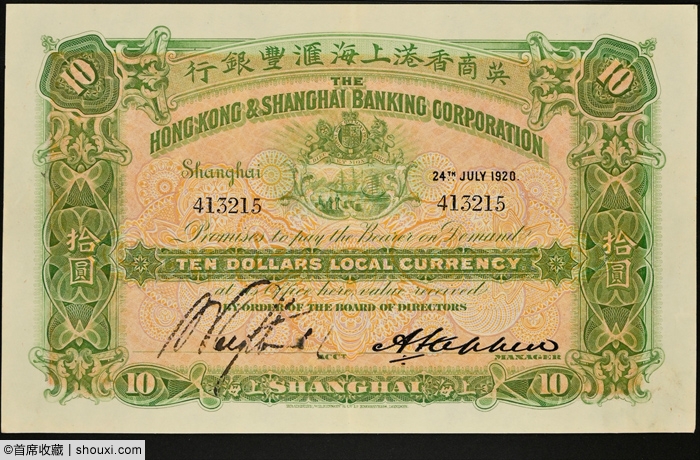 英商香港上海滙豐銀行
10
10
THE
HONG-KONG & SHANGHAI BANKING CORPORATION
Shanghai
24TH JULY 1920.
413215
413215
Promises to pay the Bearer on Demand
拾圓
拾圓
TEN DOLLARS LOCAL CURRENCY
at its Office here value received
BY ORDER OF THE BOARD OF DIRECTORS
ACCT
MANAGER
10
SHANGHAI
10
©首席收藏 | shouxi.com